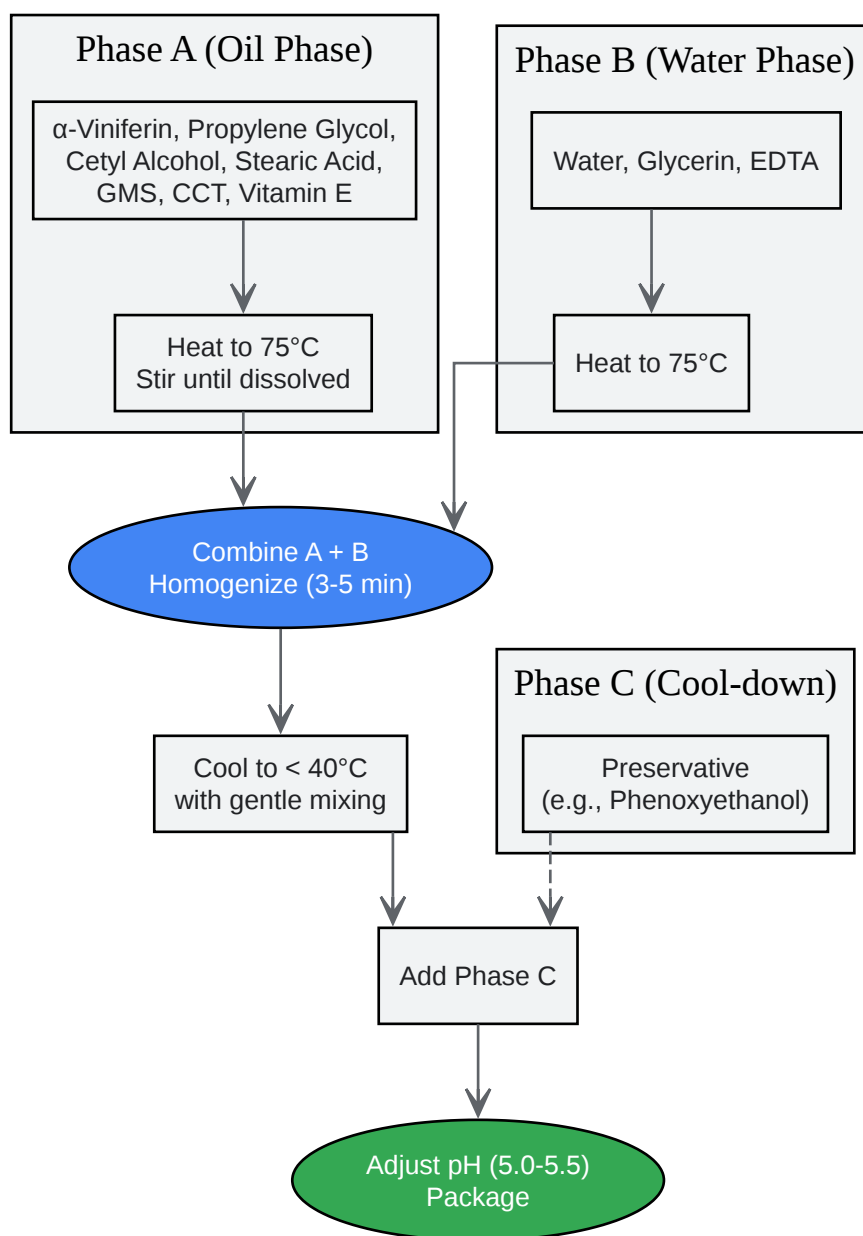 Phase A (Oil Phase)
α-Viniferin, Propylene Glycol,
Cetyl Alcohol, Stearic Acid,
GMS, CCT, Vitamin E
Heat to 75°C
Stir until dissolved
Phase B (Water Phase)
Water, Glycerin, EDTA
Heat to 75°C
Combine A + B
Homogenize (3-5 min)
Cool to < 40°C
with gentle mixing
Phase C (Cool-down)
Preservative
(e.g., Phenoxyethanol)
Add Phase C
Adjust pH (5.0-5.5)
Package